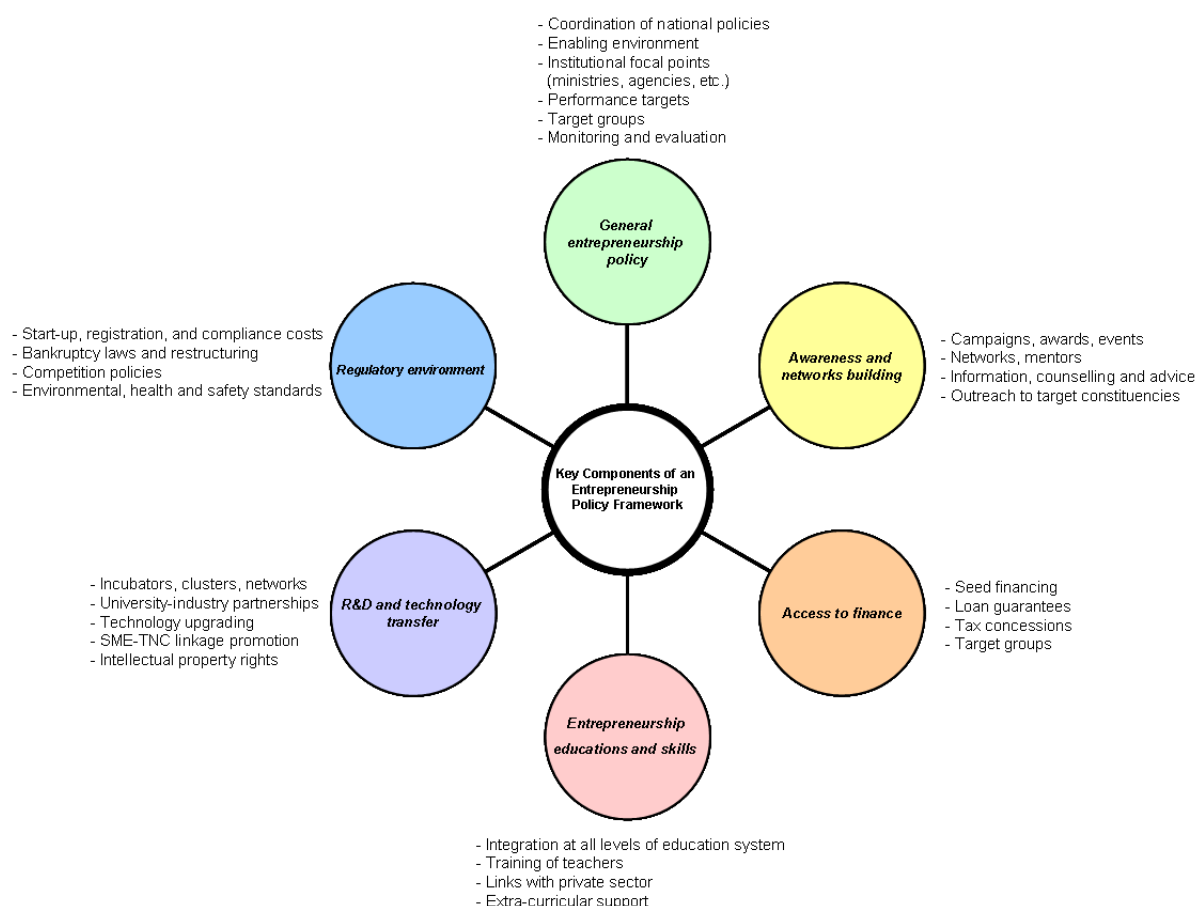 - Coordination of national policies
- Enabling environment
- Institutional focal points
(ministries, agencies, etc.)
- Performance targets
- Target groups
- Monitoring and evaluation
General
entrepreneurship
policy
- Start-up, registration, and compliance costs
- Bankruptcy laws and restructuring
- Competition policies
- Environmental, health and safety standards
Regulatory environment
Awareness and
networks building
- Campaigns, awards, events
- Networks, mentors
- Information, counselling and advice
- Outreach to target constituencies
Key Components of an
Entrepreneurship
Policy Framework
- Incubators, clusters, networks
- University-industry partnerships
- Technology upgrading
- SME-TNC linkage promotion
- Intellectual property rights
R&D and technology
transfer
Access to finance
- Seed financing
- Loan guarantees
- Tax concessions
- Target groups
Entrepreneurship
educations and skills
- Integration at all levels of education system
- Training of teachers
- Links with private sector
- Extra-curricular support